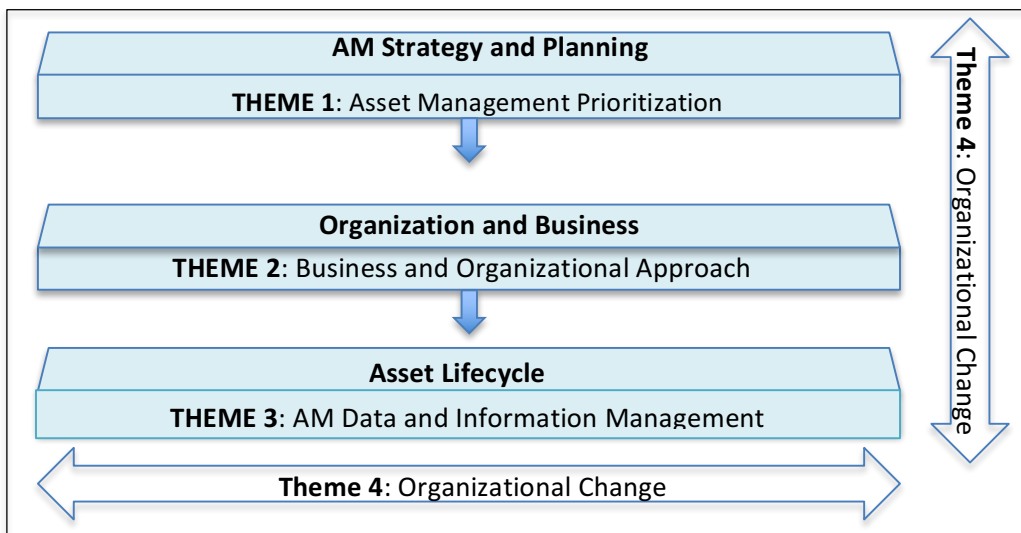 AM Strategy and Planning
THEME 1: Asset Management Prioritization
Organization and Business
THEME 2: Business and Organizational Approach
Asset Lifecycle
THEME 3: AM Data and Information Management
Theme 4: Organizational Change
Theme 4: Organizational Change